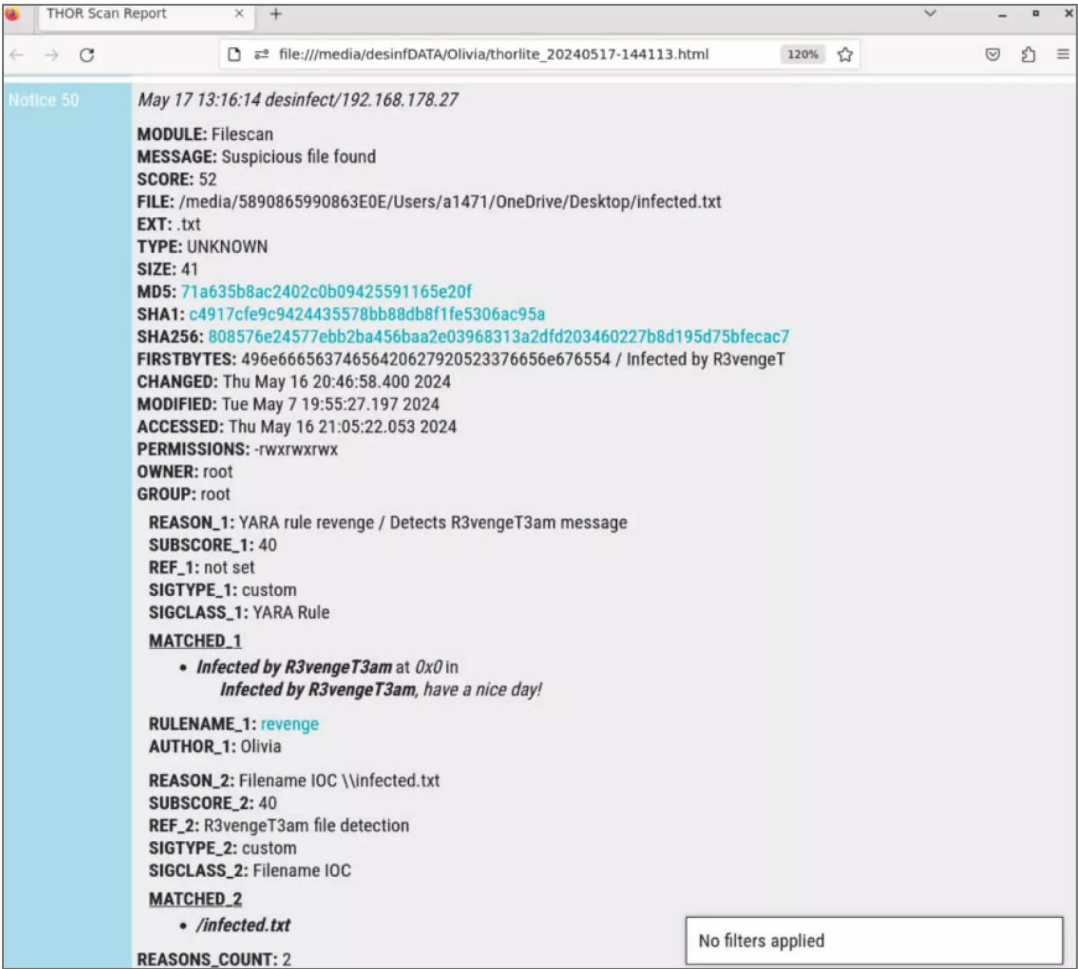 THOR Scan Report
file:///media/desinfDATA/Olivia/thorlite_20240517-144113.html 120%
Notice 50
May 17 13:16:14 desinfect/192.168.178.27
MODULE: Filescan
MESSAGE: Suspicious file found
SCORE: 52
FILE: /media/5890865990863E0E/Users/a1471/OneDrive/Desktop/infected.txt
EXT: .txt
TYPE: UNKNOWN
SIZE: 41
MD5: 71a635b8ac2402c0b09425591165e20f
SHA1: c4917cfe9c9424435578bb88db8f1fe5306ac95a
SHA256: 808576e24577ebb2ba456baa2e03968313a2dfd203460227b8d195d75bfecac7
FIRSTBYTES: 496e66656374656420627920523376656e676554 / Infected by R3vengeT
CHANGED: Thu May 16 20:46:58.400 2024
MODIFIED: Tue May 7 19:55:27.197 2024
ACCESSED: Thu May 16 21:05:22.053 2024
PERMISSIONS: -rwxrwxrwx
OWNER: root
GROUP: root
REASON_1: YARA rule revenge / Detects R3vengeT3am message
SUBSCORE_1: 40
REF_1: not set
SIGTYPE_1: custom
SIGCLASS_1: YARA Rule
MATCHED_1
• Infected by R3vengeT3am at 0x0 in
Infected by R3vengeT3am, have a nice day!
RULENAME_1: revenge
AUTHOR_1: Olivia
REASON_2: Filename IOC \\infected.txt
SUBSCORE_2: 40
REF_2: R3vengeT3am file detection
SIGTYPE_2: custom
SIGCLASS_2: Filename IOC
MATCHED_2
• /infected.txt
REASONS_COUNT: 2
No filters applied